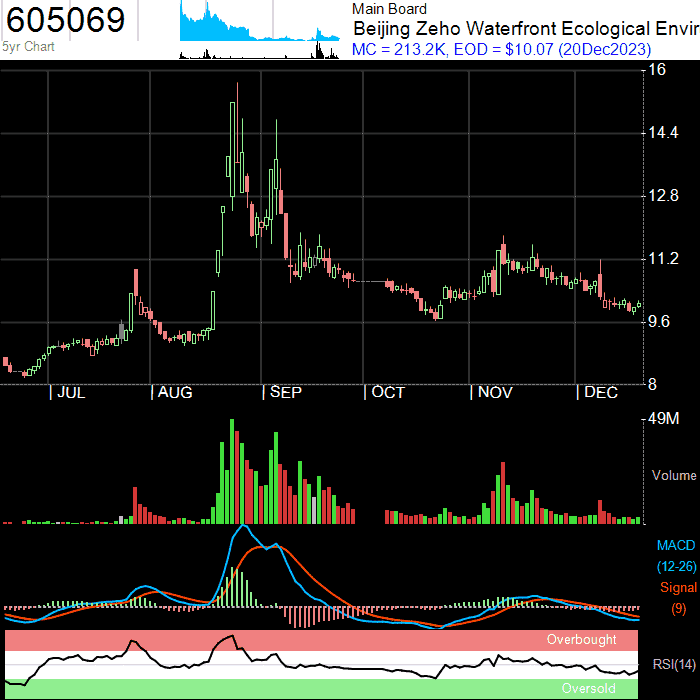 605069
5yr Chart
Main Board
Beijing Zeho Waterfront Ecological Envir
MC = 213.2K, EOD = $10.07 (20Dec2023)
16
14.4
12.8
11.2
9.6
8
| JUL | AUG | SEP | OCT | NOV | DEC
49M
Volume
MACD
(12-26)
Signal
(9)
Overbought
RSI(14)
Oversold